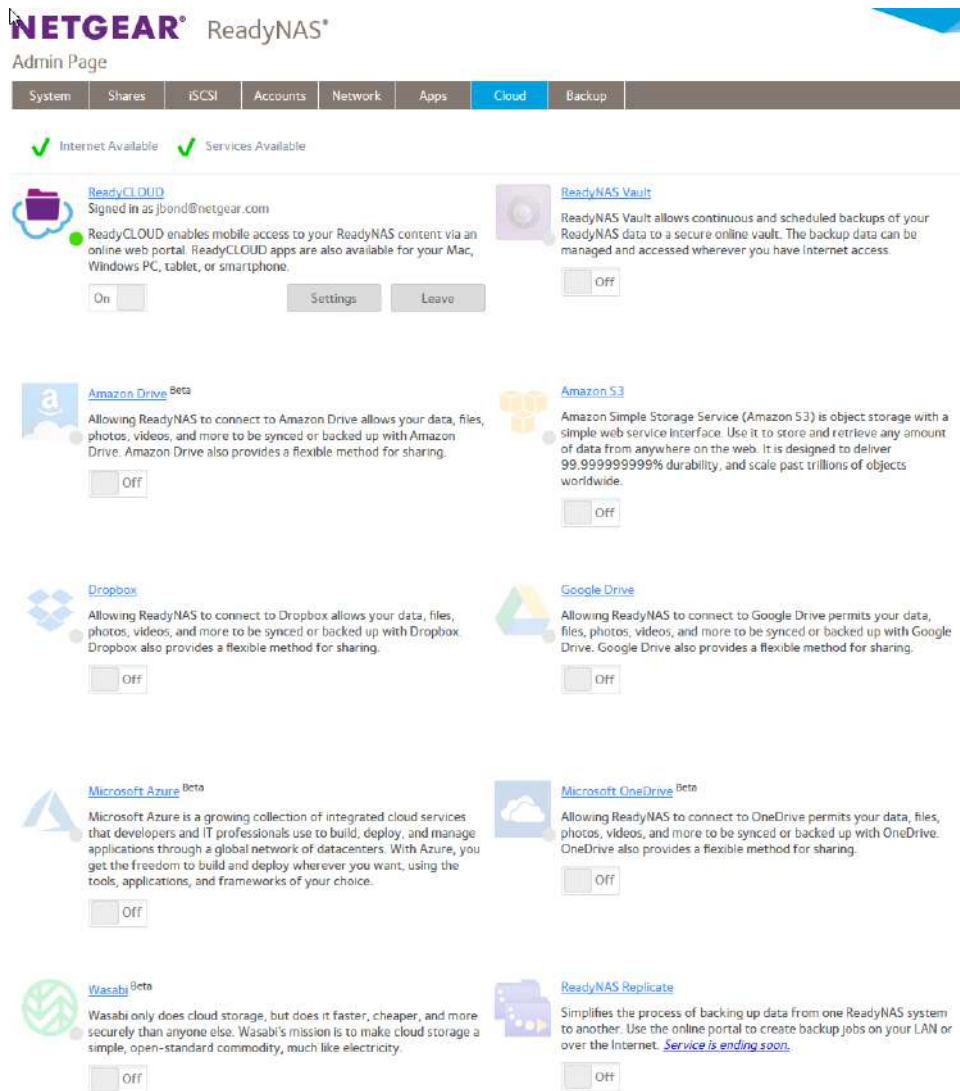 NETGEAR® ReadyNAS®
Admin Page
System Shares iSCSI Accounts Network Apps Cloud Backup
Internet Available Services Available
ReadyCLOUD
Signed in as jbond@netgear.com
ReadyCLOUD enables mobile access to your ReadyNAS content via an
online web portal. ReadyCLOUD apps are also available for your Mac,
Windows PC, tablet, or smartphone.
On Settings Leave
ReadyNAS Vault
ReadyNAS Vault allows continuous and scheduled backups of your
ReadyNAS data to a secure online vault. The backup data can be
managed and accessed wherever you have Internet access.
Off
Amazon Drive Beta
Allowing ReadyNAS to connect to Amazon Drive allows your data, files,
photos, videos, and more to be synced or backed up with Amazon
Drive. Amazon Drive also provides a flexible method for sharing.
Off
Amazon S3
Amazon Simple Storage Service (Amazon S3) is object storage with a
simple web service interface. Use it to store and retrieve any amount
of data from anywhere on the web. It is designed to deliver
99.999999999% durability, and scale past trillions of objects
worldwide.
Off
Dropbox
Allowing ReadyNAS to connect to Dropbox allows your data, files,
photos, videos, and more to be synced or backed up with Dropbox.
Dropbox also provides a flexible method for sharing.
Off
Google Drive
Allowing ReadyNAS to connect to Google Drive permits your data,
files, photos, videos, and more to be synced or backed up with Google
Drive. Google Drive also provides a flexible method for sharing.
Off
Microsoft Azure Beta
Microsoft Azure is a growing collection of integrated cloud services
that developers and IT professionals use to build, deploy, and manage
applications through a global network of datacenters. With Azure, you
get the freedom to build and deploy wherever you want, using the
tools, applications, and frameworks of your choice.
Off
Microsoft OneDrive Beta
Allowing ReadyNAS to connect to OneDrive permits your data, files,
photos, videos, and more to be synced or backed up with OneDrive.
OneDrive also provides a flexible method for sharing.
Off
Wasabi Beta
Wasabi only does cloud storage, but does it faster, cheaper, and more
securely than anyone else. Wasabi's mission is to make cloud storage a
simple, open-standard commodity, much like electricity.
Off
ReadyNAS Replicate
Simplifies the process of backing up data from one ReadyNAS system
to another. Use the online portal to create backup jobs on your LAN or
over the Internet. Service is ending soon.
Off